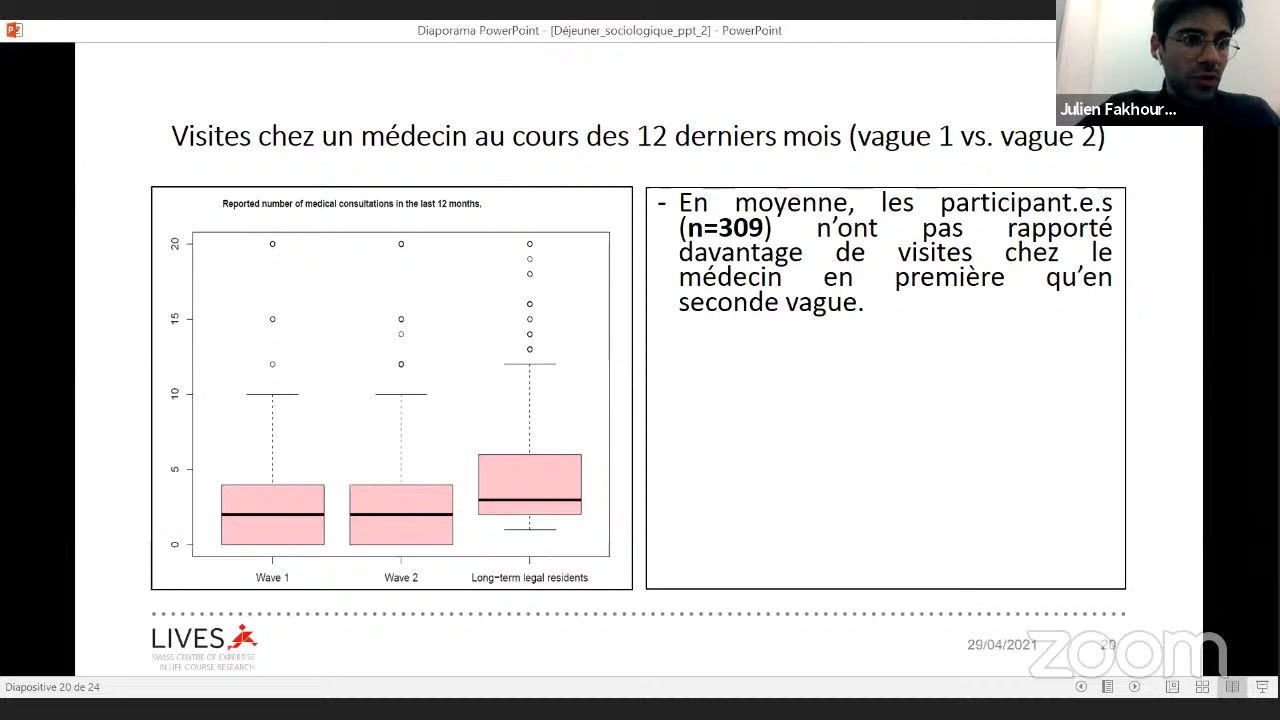 Diaporama PowerPoint - [Déjeuner_sociologique_ppt_2] - PowerPoint
Julien Fakhour...
Visites chez un médecin au cours des 12 derniers mois (vague 1 vs. vague 2)
Reported number of medical consultations in the last 12 months.
20
15
10
5
0
Wave 1
Wave 2
Long-term legal residents
- En moyenne, les participant.e.s
(n=309) n'ont pas rapporté
davantage de visites chez le
médecin en première qu'en
seconde vague.
LIVES
SWISS CENTRE OF EXPERTISE
IN LIFE COURSE RESEARCH
29/04/2021
20
zoom
Diapositive 20 de 24